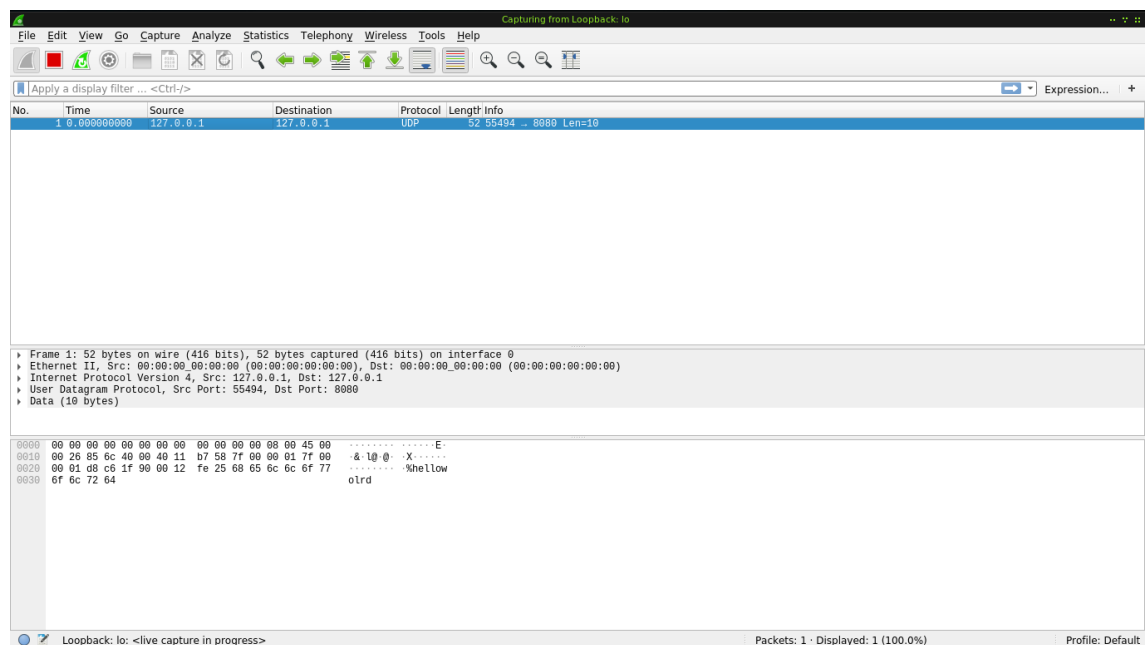 Capturing from Loopback: lo
File Edit View Go Capture Analyze Statistics Telephony Wireless Tools Help
Apply a display filter ... <Ctrl-/> Expression... +
No. Time Source Destination Protocol Length Info
1 0.000000000 127.0.0.1 127.0.0.1 UDP 52 55494 → 8080 Len=10
Frame 1: 52 bytes on wire (416 bits), 52 bytes captured (416 bits) on interface 0
Ethernet II, Src: 00:00:00_00:00:00 (00:00:00:00:00:00), Dst: 00:00:00_00:00:00 (00:00:00:00:00:00)
Internet Protocol Version 4, Src: 127.0.0.1, Dst: 127.0.0.1
User Datagram Protocol, Src Port: 55494, Dst Port: 8080
Data (10 bytes)
0000 00 00 00 00 00 00 00 00 00 00 00 00 08 00 45 00 ········ ······E·
0010 00 26 85 6c 40 00 40 11 b7 58 7f 00 00 01 7f 00 ·&·l@·@· ·X······
0020 00 01 d8 c6 1f 90 00 12 fe 25 68 65 6c 6c 6f 77 ········ ·%hellow
0030 6f 6c 72 64 olrd
Loopback: lo: <live capture in progress> Packets: 1 · Displayed: 1 (100.0%) Profile: Default